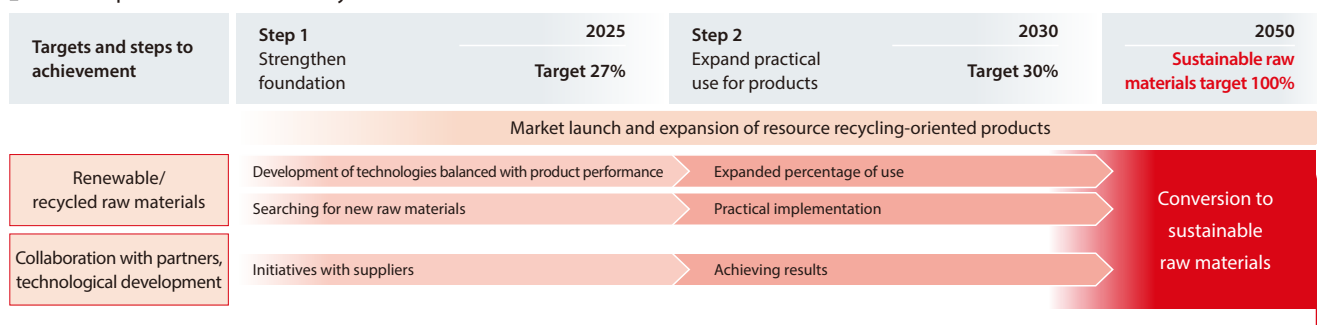 Targets and steps to
achievement
Step 1
Strengthen
foundation
2025
Target 27%
Step 2
Expand practical
use for products
2030
Target 30%
2050
Sustainable raw
materials target 100%
Market launch and expansion of resource recycling-oriented products
Renewable/
recycled raw materials
Development of technologies balanced with product performance
Expanded percentage of use
Searching for new raw materials
Practical implementation
Collaboration with partners,
technological development
Initiatives with suppliers
Achieving results
Conversion to
sustainable
raw materials